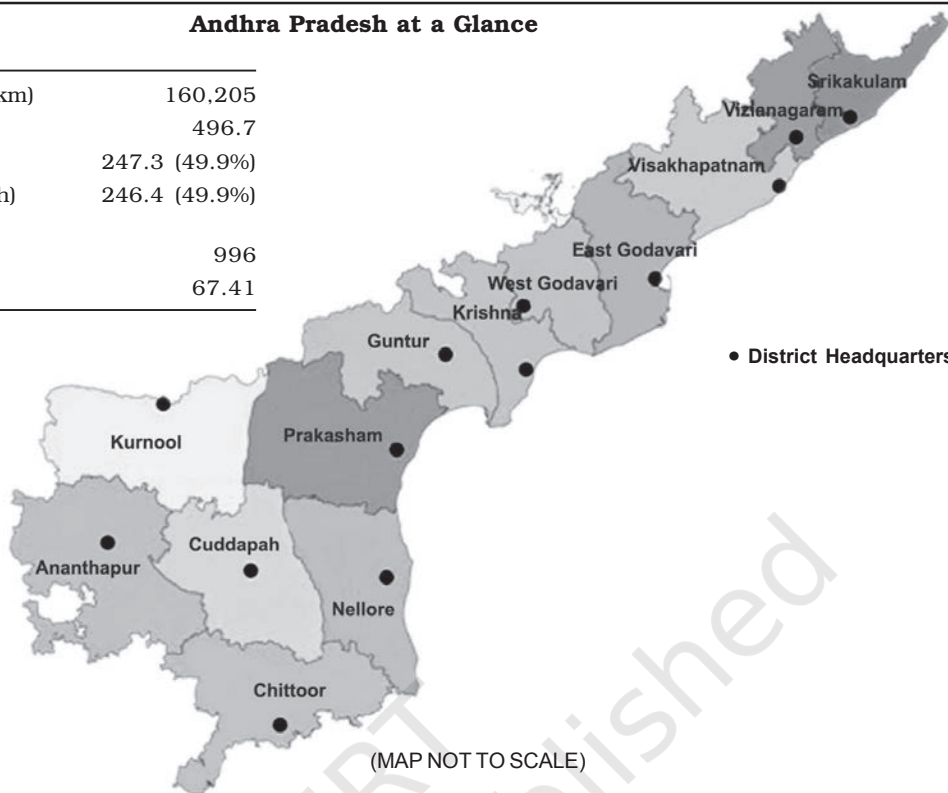 Andhra Pradesh at a Glance
km) 160,205
496.7
247.3 (49.9%)
h) 246.4 (49.9%)
996
67.41
Srikakulam
Vizianagaram
Visakhapatnam
East Godavari
West Godavari
Krishna
Guntur
• District Headquarters
Prakasham
Kurnool
Cuddapah
Ananthapur
Nellore
Chittoor
(MAP NOT TO SCALE)